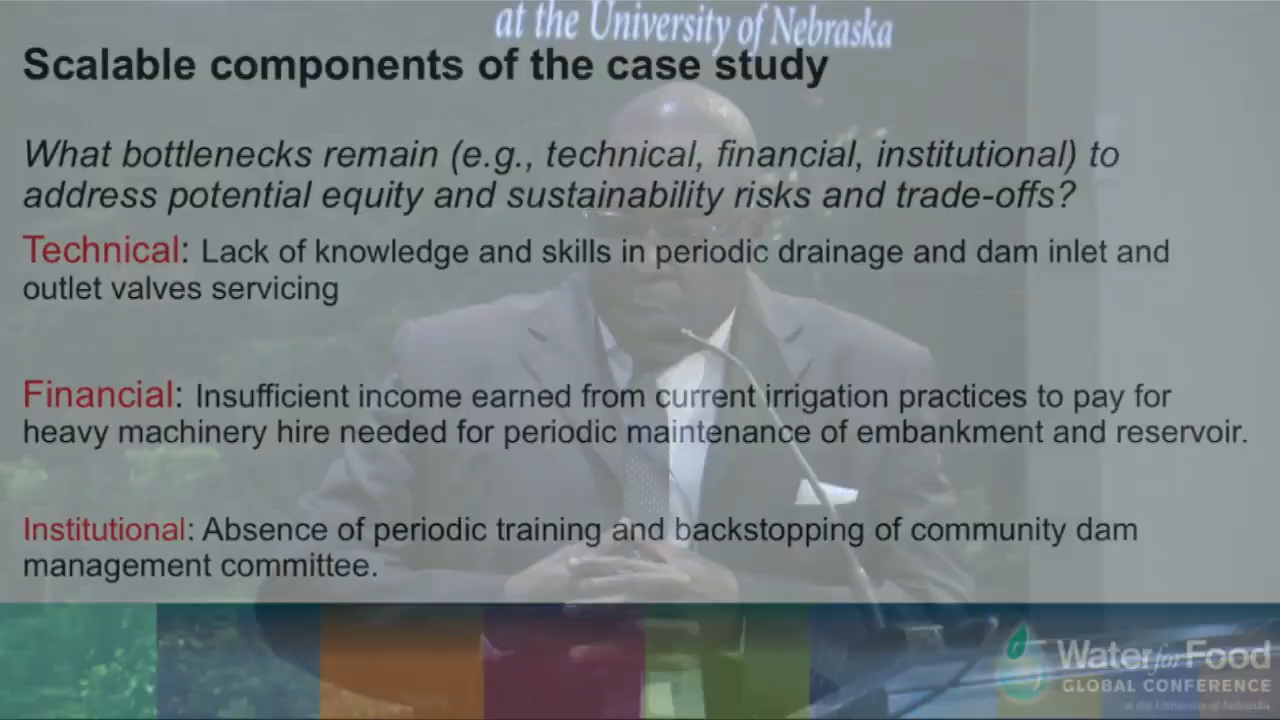 at the University of Nebraska
Scalable components of the case study
What bottlenecks remain (e.g., technical, financial, institutional) to
address potential equity and sustainability risks and trade-offs?
Technical: Lack of knowledge and skills in periodic drainage and dam inlet and
outlet valves servicing
Financial: Insufficient income earned from current irrigation practices to pay for
heavy machinery hire needed for periodic maintenance of embankment and reservoir.
Institutional: Absence of periodic training and backstopping of community dam
management committee.
Water for Food
GLOBAL CONFERENCE
at the University of Nebraska